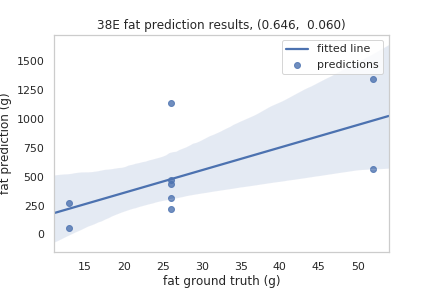 38E fat prediction results, (0.646,  0.060)
fitted line
predictions
fat prediction (g)
1500
1250
1000
750
500
250
0
15 20 25 30 35 40 45 50
fat ground truth (g)